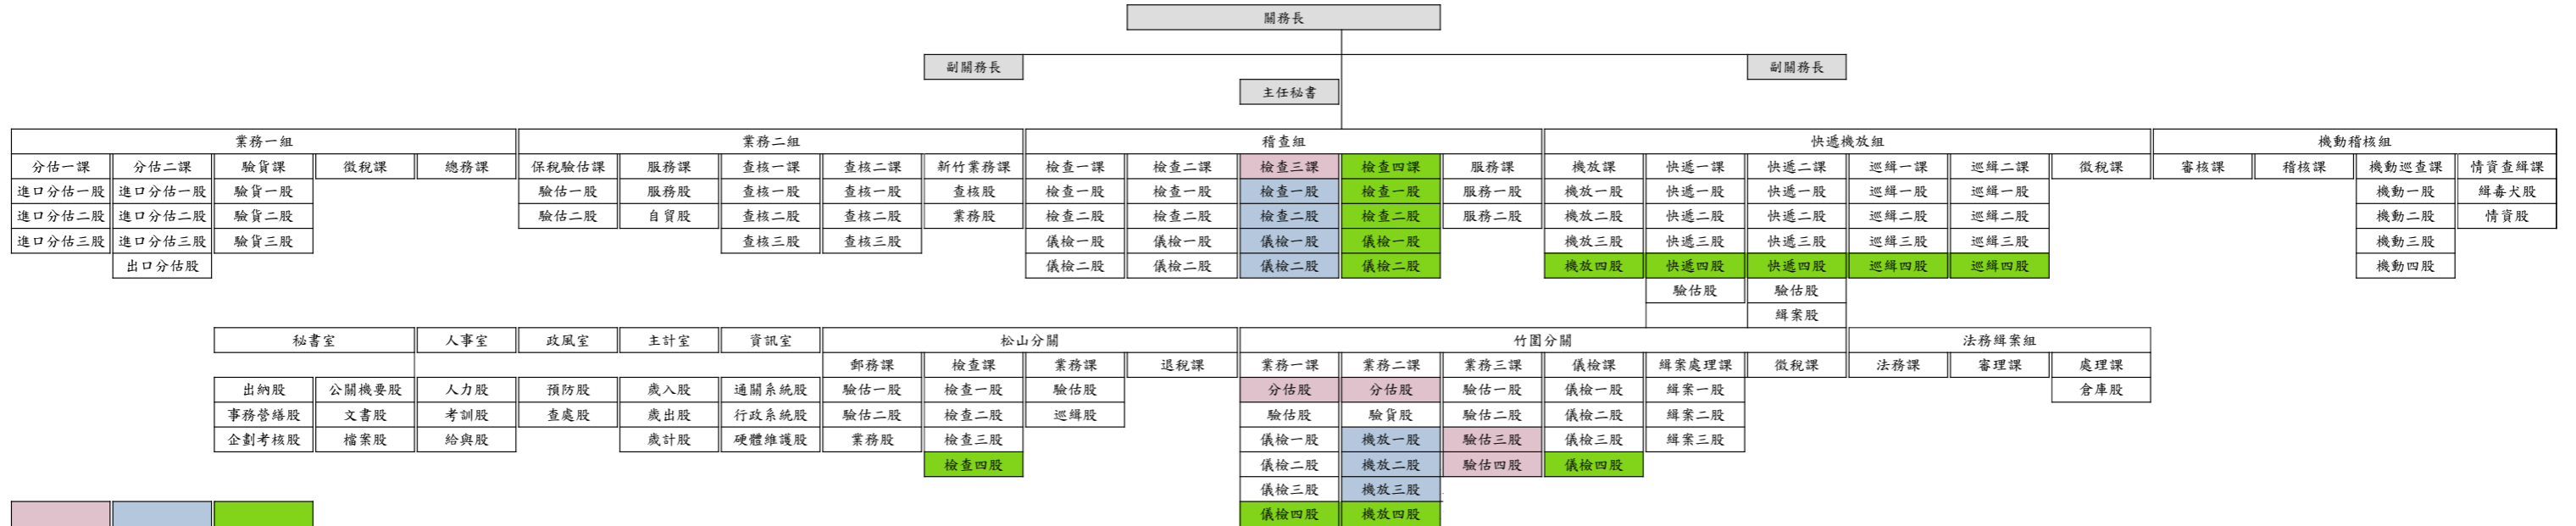 關務長
副關務長 副關務長
主任秘書
業務一組 業務二組 稽查組 快遞機放組 機動稽核組
分估一課 分估二課 驗貨課 徵稅課 總務課 保稅驗估課 服務課 查核一課 查核二課 新竹業務課 檢查一課 檢查二課 檢查三課 檢查四課 服務課 機放課 快遞一課 快遞二課 巡緝一課 巡緝二課 徵稅課 審核課 稽核課 機動巡查課 情資查緝課
進口分估一股 進口分估一股 驗貨一股 驗估一股 服務股 查核一股 查核一股 查核股 檢查一股 檢查一股 檢查一股 檢查一股 服務一股 機放一股 快遞一股 快遞一股 巡緝一股 巡緝一股 機動一股 緝毒犬股
進口分估二股 進口分估二股 驗貨二股 驗估二股 自貿股 查核二股 查核二股 業務股 檢查二股 檢查二股 檢查二股 檢查二股 服務二股 機放二股 快遞二股 快遞二股 巡緝二股 巡緝二股 機動二股 情資股
進口分估三股 進口分估三股 驗貨三股 查核三股 查核三股 儀檢一股 儀檢一股 儀檢一股 儀檢一股 機放三股 快遞三股 快遞三股 巡緝三股 巡緝三股 機動三股
出口分估股 儀檢二股 儀檢二股 儀檢二股 儀檢二股 機放四股 快遞四股 快遞四股 巡緝四股 巡緝四股 機動四股
驗估股 驗估股
緝案股
秘書室 人事室 政風室 主計室 資訊室 松山分關 竹圍分關 法務緝案組
郵務課 檢查課 業務課 退稅課 業務一課 業務二課 業務三課 儀檢課 緝案處理課 徵稅課 法務課 審理課 處理課
出納股 公關機要股 人力股 預防股 歲入股 通關系統股 驗估一股 檢查一股 驗估股 分估股 分估股 驗估一股 儀檢一股 緝案一股 倉庫股
事務營繕股 文書股 考訓股 查處股 歲出股 行政系統股 驗估二股 檢查二股 巡緝股 驗估股 驗貨股 驗估二股 儀檢二股 緝案二股
企劃考核股 檔案股 給與股 歲計股 硬體維護股 業務股 檢查三股 儀檢一股 機放一股 驗估三股 儀檢三股 緝案三股
檢查四股 儀檢二股 機放二股 驗估四股 儀檢四股
儀檢三股 機放三股
儀檢四股 機放四股